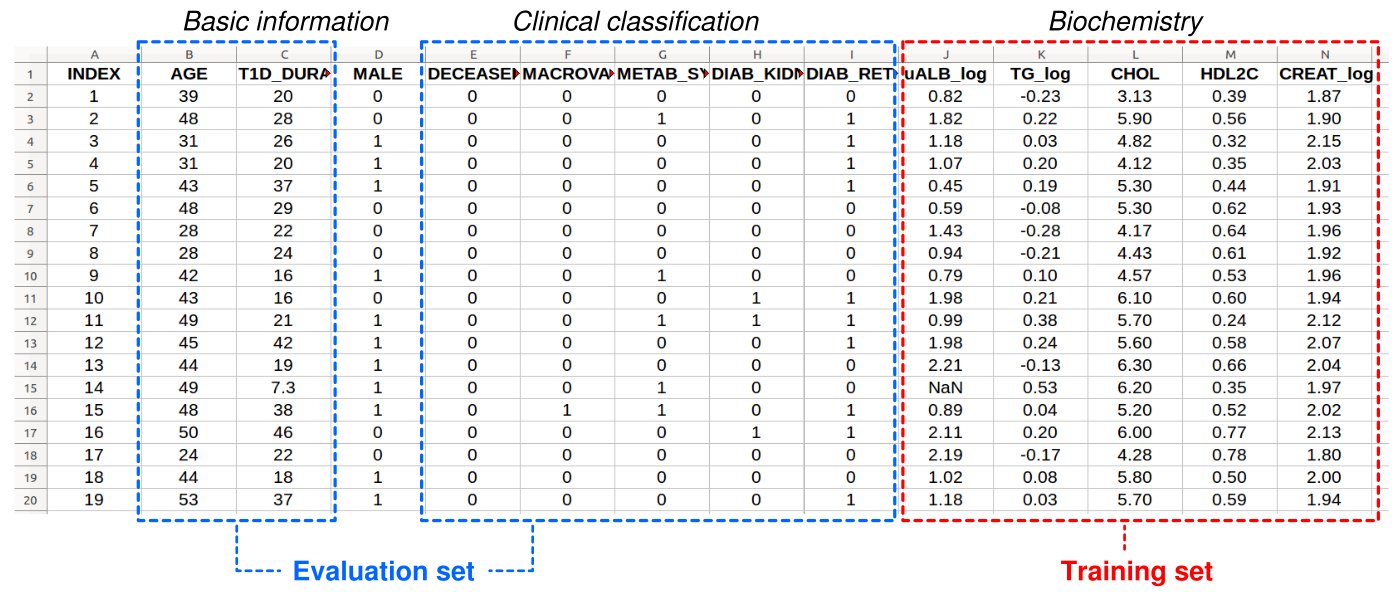 Basic information Clinical classification Biochemistry
A B C D E F G H I J K L M N
1 INDEX AGE T1D_DURA MALE DECEASE MACROVA METAB_SY DIAB_KID DIAB_RET uALB_log TG_log CHOL HDL2C CREAT_log
2 1 39 20 0 0 0 0 0 0 0.82 -0.23 3.13 0.39 1.87
3 2 48 28 0 0 0 1 0 1 1.82 0.22 5.90 0.56 1.90
4 3 31 26 1 0 0 0 0 1 1.18 0.03 4.82 0.32 2.15
5 4 31 20 1 0 0 0 0 1 1.07 0.20 4.12 0.35 2.03
6 5 43 37 1 0 0 0 0 1 0.45 0.19 5.30 0.44 1.91
7 6 48 29 0 0 0 0 0 0 0.59 -0.08 5.30 0.62 1.93
8 7 28 22 0 0 0 0 0 0 1.43 -0.28 4.17 0.64 1.96
9 8 28 24 0 0 0 0 0 0 0.94 -0.21 4.43 0.61 1.92
10 9 42 16 1 0 0 1 0 0 0.79 0.10 4.57 0.53 1.96
11 10 43 16 0 0 0 0 1 1 1.98 0.21 6.10 0.60 1.94
12 11 49 21 1 0 0 1 1 1 0.99 0.38 5.70 0.24 2.12
13 12 45 42 1 0 0 0 0 1 1.98 0.24 5.60 0.58 2.07
14 13 44 19 1 0 0 0 0 0 2.21 -0.13 6.30 0.66 2.04
15 14 49 7.3 1 0 0 1 0 0 NaN 0.53 6.20 0.35 1.97
16 15 48 38 1 0 1 1 0 1 0.89 0.04 5.20 0.52 2.02
17 16 50 46 0 0 0 0 1 1 2.11 0.20 6.00 0.77 2.13
18 17 24 22 0 0 0 0 0 0 2.19 -0.17 4.28 0.78 1.80
19 18 44 18 1 0 0 0 0 0 1.02 0.08 5.80 0.50 2.00
20 19 53 37 1 0 0 0 0 1 1.18 0.03 5.70 0.59 1.94
Evaluation set Training set